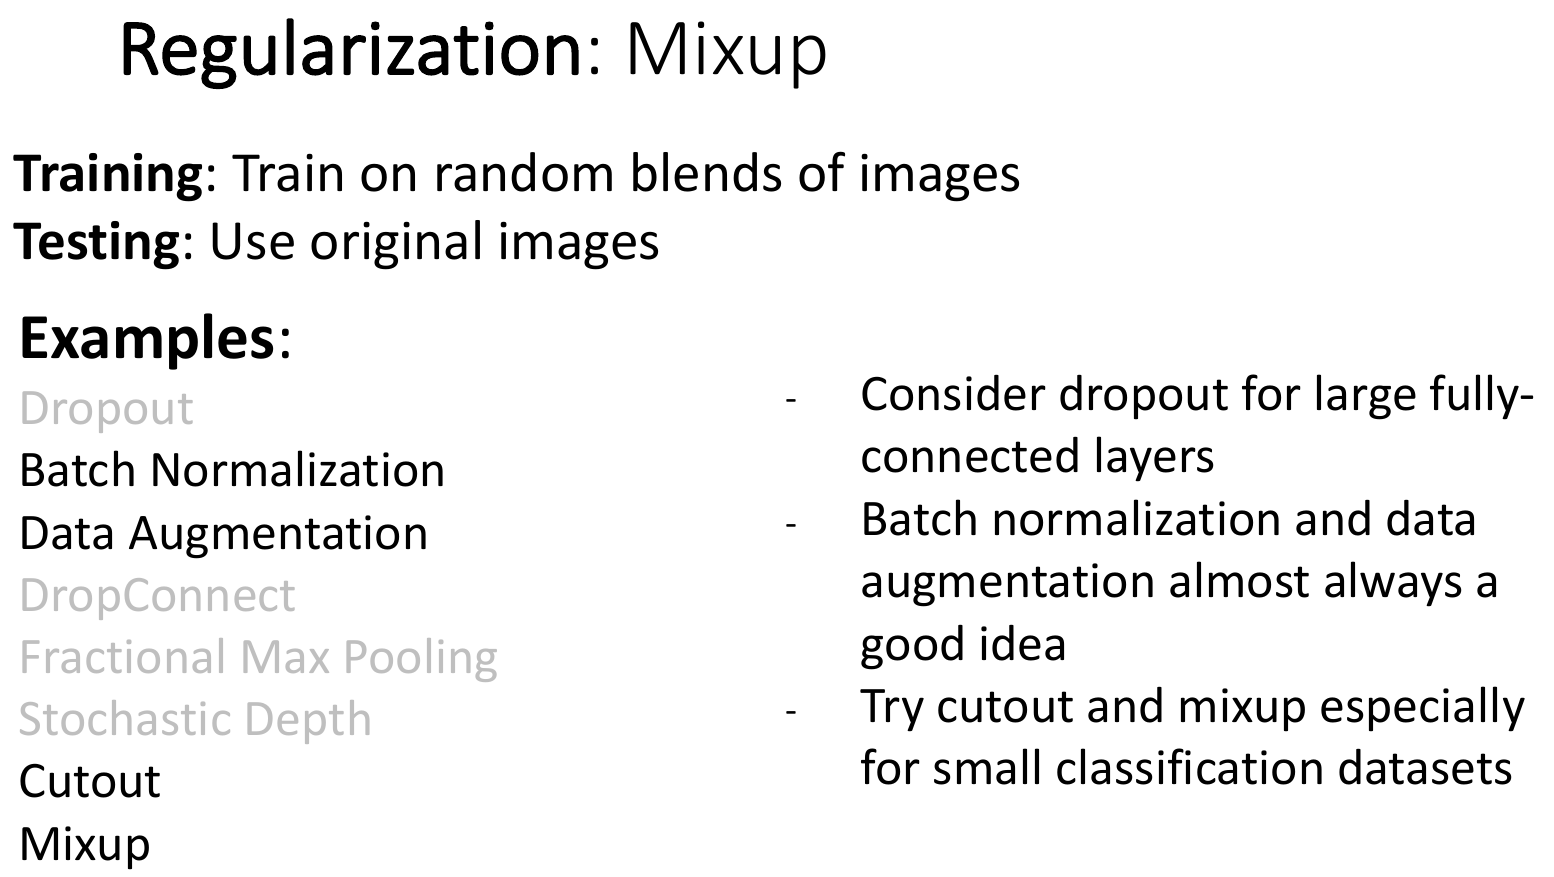 Regularization: Mixup
Training: Train on random blends of images
Testing: Use original images
Examples:
Dropout
Batch Normalization
Data Augmentation
DropConnect
Fractional Max Pooling
Stochastic Depth
Cutout
Mixup
- Consider dropout for large fully-
connected layers
- Batch normalization and data
augmentation almost always a
good idea
- Try cutout and mixup especially
for small classification datasets